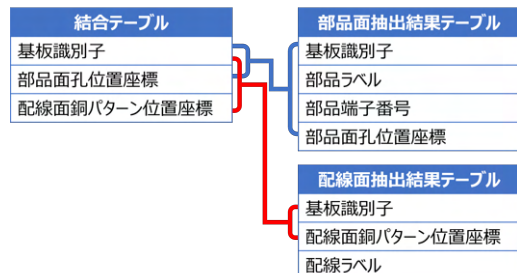 結合テーブル
基板識別子
部品面孔位置座標
配線面銅パターン位置座標
部品面抽出結果テーブル
基板識別子
部品ラベル
部品端子番号
部品面孔位置座標
配線面抽出結果テーブル
基板識別子
配線面銅パターン位置座標
配線ラベル